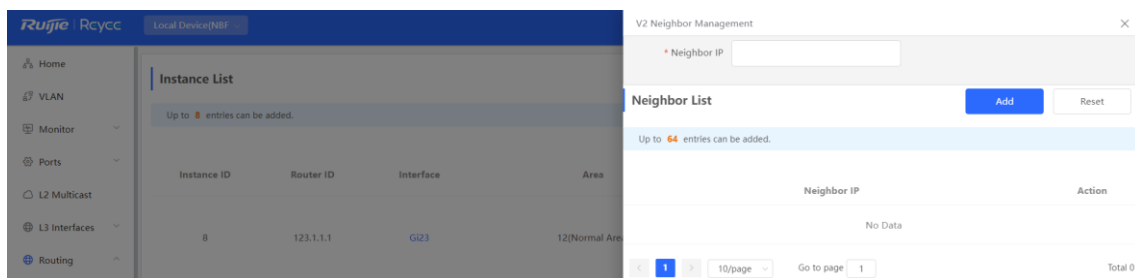 Ruijie Rcycc Local Device(NBF
V2 Neighbor Management
* Neighbor IP
Home
VLAN
Monitor
Ports
L2 Multicast
L3 Interfaces
Routing
Instance List
Up to 8 entries can be added.
Instance ID Router ID Interface Area
8 123.1.1.1 Gi23 12(Normal Area
Neighbor List Add Reset
Up to 64 entries can be added.
Neighbor IP Action
No Data
1 10/page Go to page 1 Total 0